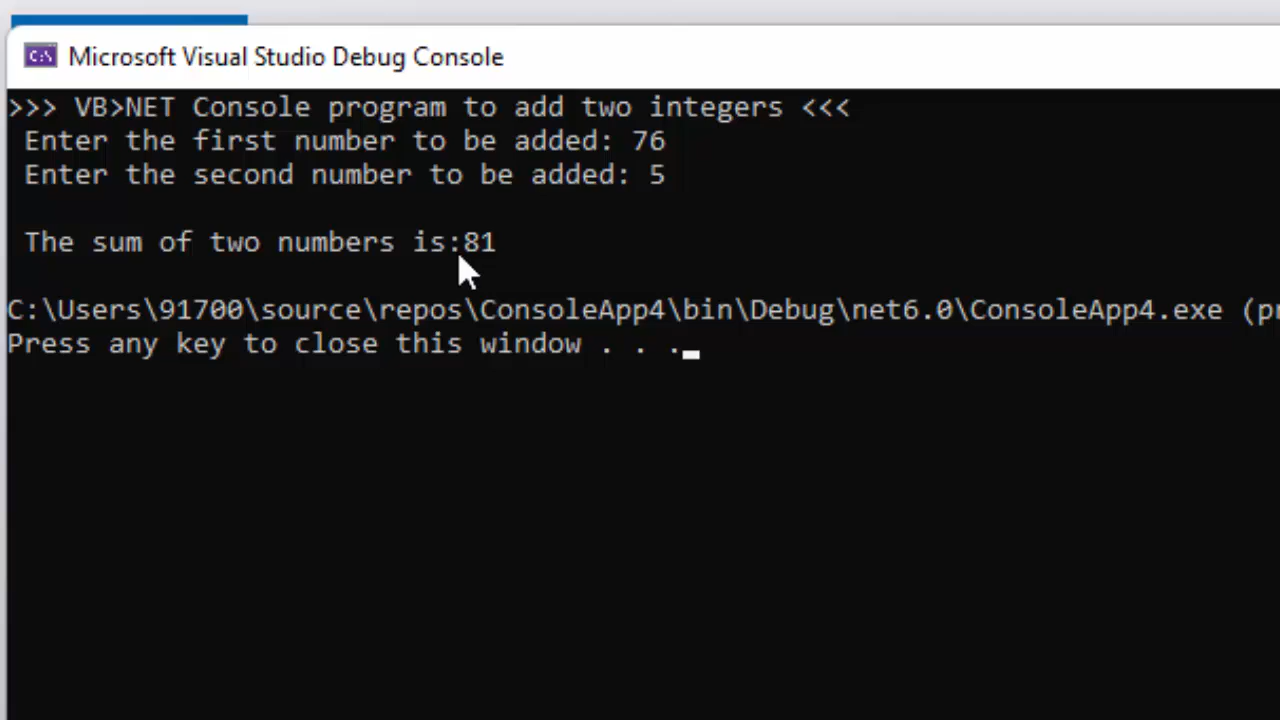 Microsoft Visual Studio Debug Console
>>> VB>NET Console program to add two integers <<<
Enter the first number to be added: 76
Enter the second number to be added: 5
The sum of two numbers is:81
C:\Users\91700\source\repos\ConsoleApp4\bin\Debug\net6.0\ConsoleApp4.exe (pr
Press any key to close this window . . .